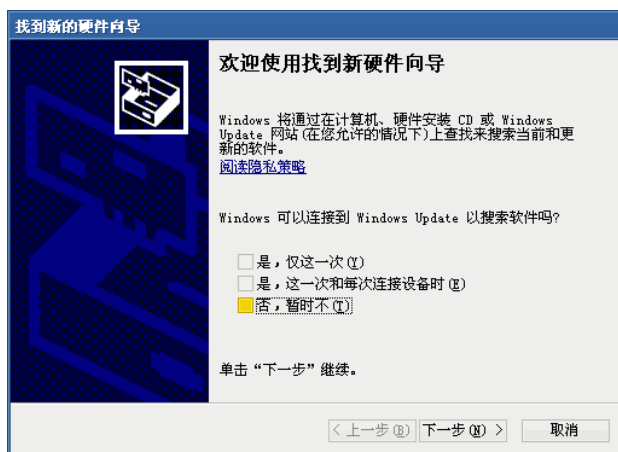 找到新的硬件向导
欢迎使用找到新硬件向导
Windows 将通过在计算机、硬件安装 CD 或 Windows
Update 网站(在您允许的情况下)上查找来搜索当前和更
新的软件。
阅读隐私策略
Windows 可以连接到 Windows Update 以搜索软件吗?
是，仅这一次(Y)
是，这一次和每次连接设备时(E)
否，暂时不(T)
单击“下一步”继续。
< 上一步(B) 下一步(N) > 取消